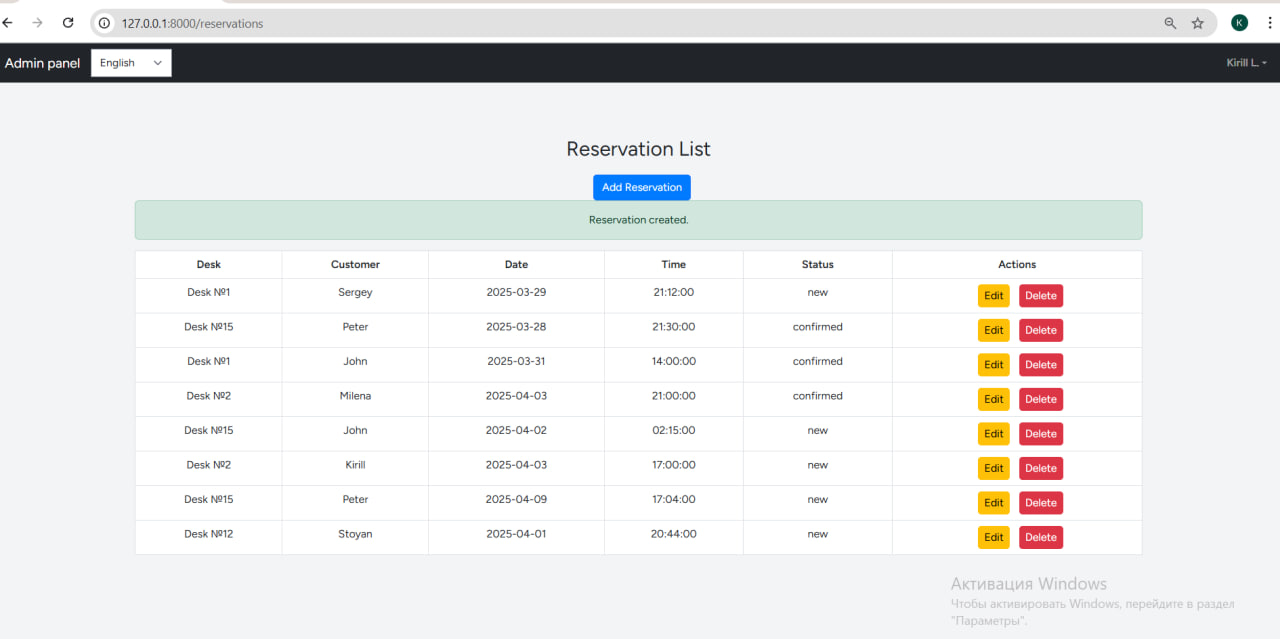 127.0.0.1:8000/reservations
K
Admin panel English Kirill L.
Reservation List
Add Reservation
Reservation created.
Desk Customer Date Time Status Actions
Desk №1 Sergey 2025-03-29 21:12:00 new Edit Delete
Desk №15 Peter 2025-03-28 21:30:00 confirmed Edit Delete
Desk №1 John 2025-03-31 14:00:00 confirmed Edit Delete
Desk №2 Milena 2025-04-03 21:00:00 confirmed Edit Delete
Desk №15 John 2025-04-02 02:15:00 new Edit Delete
Desk №2 Kirill 2025-04-03 17:00:00 new Edit Delete
Desk №15 Peter 2025-04-09 17:04:00 new Edit Delete
Desk №12 Stoyan 2025-04-01 20:44:00 new Edit Delete
Активация Windows
Чтобы активировать Windows, перейдите в раздел
"Параметры".